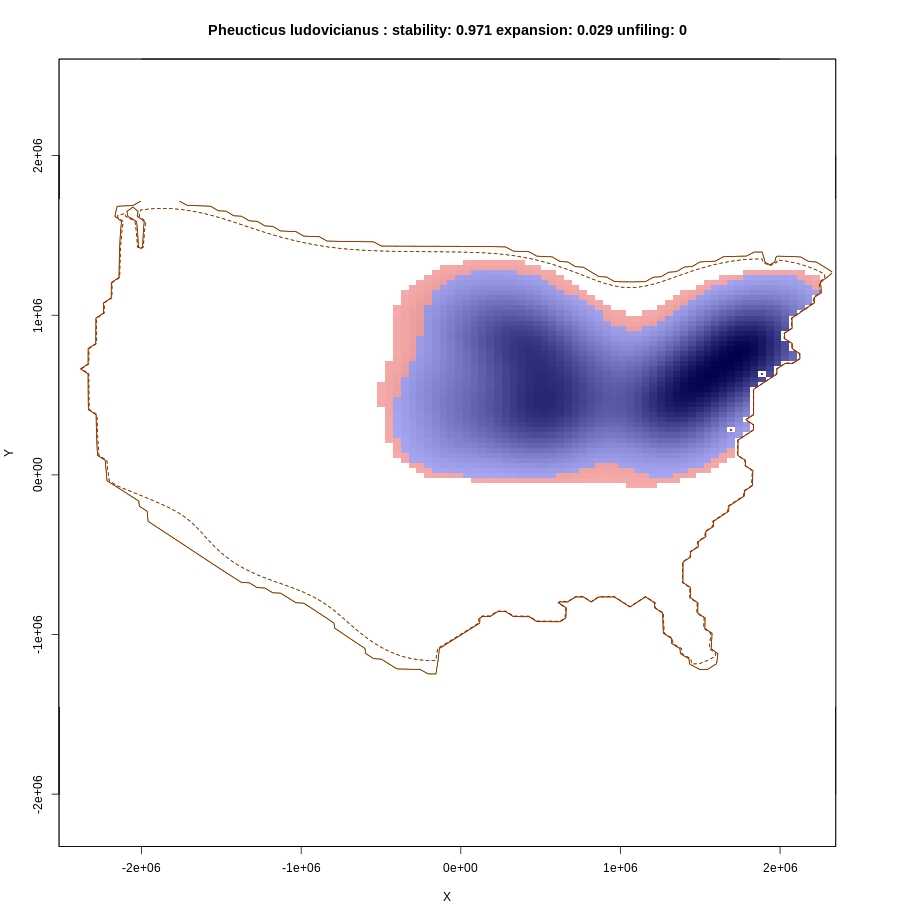 Pheucticus ludovicianus : stability: 0.971 expansion: 0.029 unfiling: 0
2e+06
1e+06
Y
0e+00
-1e+06
-2e+06
-2e+06 -1e+06 0e+00 1e+06 2e+06
X